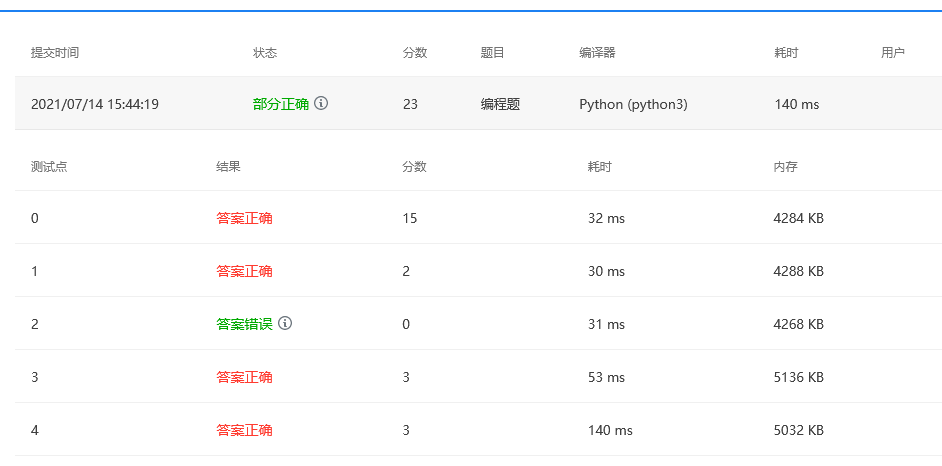 提交时间 状态 分数 题目 编译器 耗时 用户
2021/07/14 15:44:19 部分正确 23 编程题 Python (python3) 140 ms
测试点 结果 分数 耗时 内存
0 答案正确 15 32 ms 4284 KB
1 答案正确 2 30 ms 4288 KB
2 答案错误 0 31 ms 4268 KB
3 答案正确 3 53 ms 5136 KB
4 答案正确 3 140 ms 5032 KB